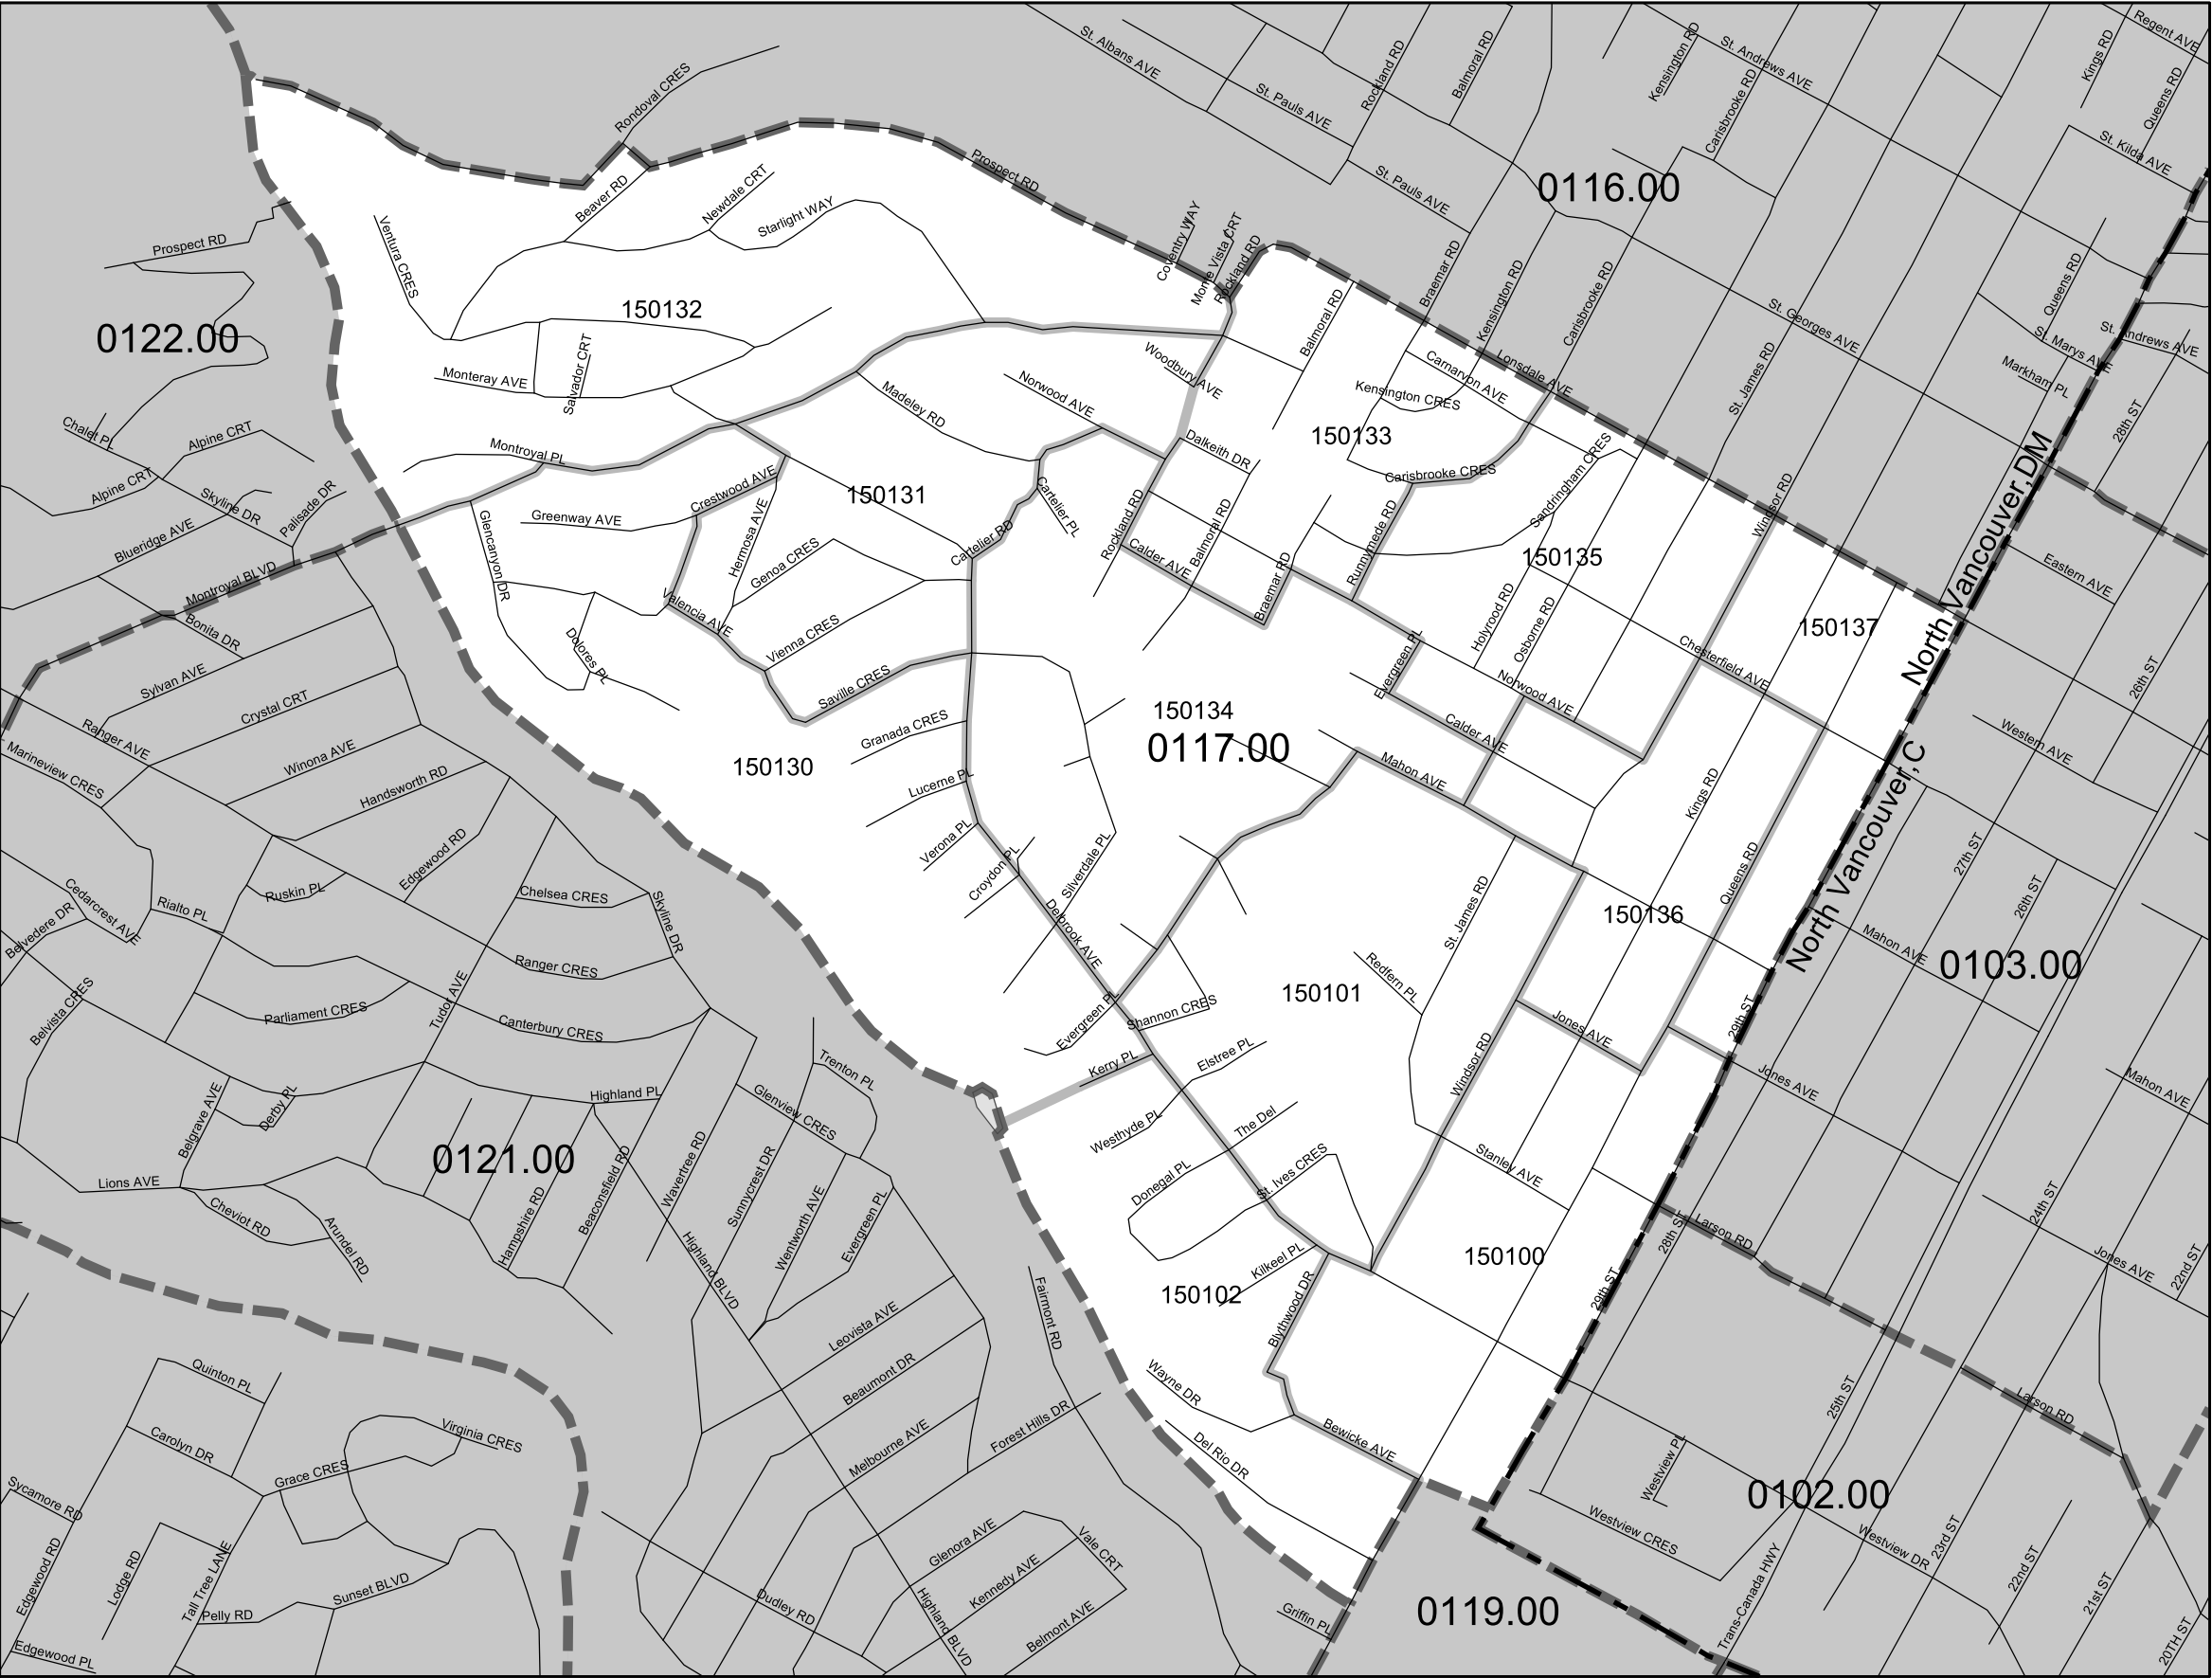 St. Albans AVE
St. Pauls AVE
Rockland RD
Balmoral RD
Kensington RD
St. Andrews AVE
Carisbrooke RD
Kings RD
Regent AVE
Queens RD
St. Kilda AVE
Rondoval CRES
Prospect RD
St. Pauls AVE
0116.00
Beaver RD
Newdale CRT
Starlight WAY
Ventura CRES
Prospect RD
Coventry WAY
Monte Vista CRT
Rockland RD
Braemar RD
Kensington RD
Carisbrooke RD
Queens RD
St. Georges AVE
St. Marys AVE
St. Andrews AVE
0122.00
150132
Balmoral RD
Woodbury AVE
Carnarvon AVE
Lonsdale AVE
St. James RD
Markham PL
28th ST
Monteray AVE
Salvador CRT
Madeley RD
Norwood AVE
Kensington CRES
150133
Chalet PL
Alpine CRT
Montroyal PL
Dalkeith DR
Carisbrooke CRES
Sandringham CRES
Alpine CRT
Skyline DR
Palisade DR
Crestwood AVE
150131
Cartelier PL
Windsor RD
North Vancouver,DM
Greenway AVE
Glencanyon DR
Hermosa AVE
Genoa CRES
Cartelier RD
Rockland RD
Calder AVE
Balmoral RD
Braemar RD
Runnymede RD
150135
Blueridge AVE
Montroyal BLVD
Eastern AVE
Bonita DR
Valencia AVE
Vienna CRES
Dolores PL
Holyrood RD
Osborne RD
150137
Chesterfield AVE
Sylvan AVE
Saville CRES
Evergreen PL
Norwood AVE
26th ST
Crystal CRT
Granada CRES
150134
0117.00
Calder AVE
Western AVE
Ranger AVE
Marineview CRES
Winona AVE
Handsworth RD
150130
Lucerne PL
Mahon AVE
Kings RD
North Vancouver,C
Verona PL
Croydon PL
Silverdale PL
Edgewood RD
27th ST
Queens RD
26th ST
Ruskin PL
Chelsea CRES
Cedarcrest AVE
Belvedere DR
Rialto PL
Skyline DR
Delbrook AVE
St. James RD
150136
Mahon AVE
0103.00
Ranger CRES
Redfern PL
150101
Belvista CRES
Parliament CRES
Tudor AVE
Canterbury CRES
Evergreen PL
Shannon CRES
Jones AVE
29th ST
Kerry PL
Elstree PL
Windsor RD
Jones AVE
Mahon AVE
Trenton PL
Highland PL
Glenview CRES
Belgrave AVE
Derby PL
Westhyde PL
The Del
0121.00
Donegal PL
St. Ives CRES
Stanley AVE
Lions AVE
Cheviot RD
Arundel RD
Hampshire RD
Beaconsfield RD
Wavertree RD
Sunnycrest DR
Wentworth AVE
Evergreen PL
24th ST
28th ST
Larson RD
Highland BLVD
Kilkeel PL
150100
Jones AVE
22nd ST
150102
29th ST
Fairmont RD
Blythwood DR
Leovista AVE
Beaumont DR
Quinton PL
Wayne DR
25th ST
Larson RD
Carolyn DR
Virginia CRES
Melbourne AVE
Forest Hills DR
Bewicke AVE
Del Rio DR
Westview PL
Grace CRES
0102.00
Sycamore RD
Westview CRES
Westview DR
Edgewood RD
Lodge RD
Tall Tree LANE
Glenora AVE
Vale CRT
23rd ST
22nd ST
Sunset BLVD
Kennedy AVE
Pelly RD
Dudley RD
Highland BLVD
Belmont AVE
Griffin PL
0119.00
Trans-Canada HWY
21st ST
20TH ST
Edgewood PL